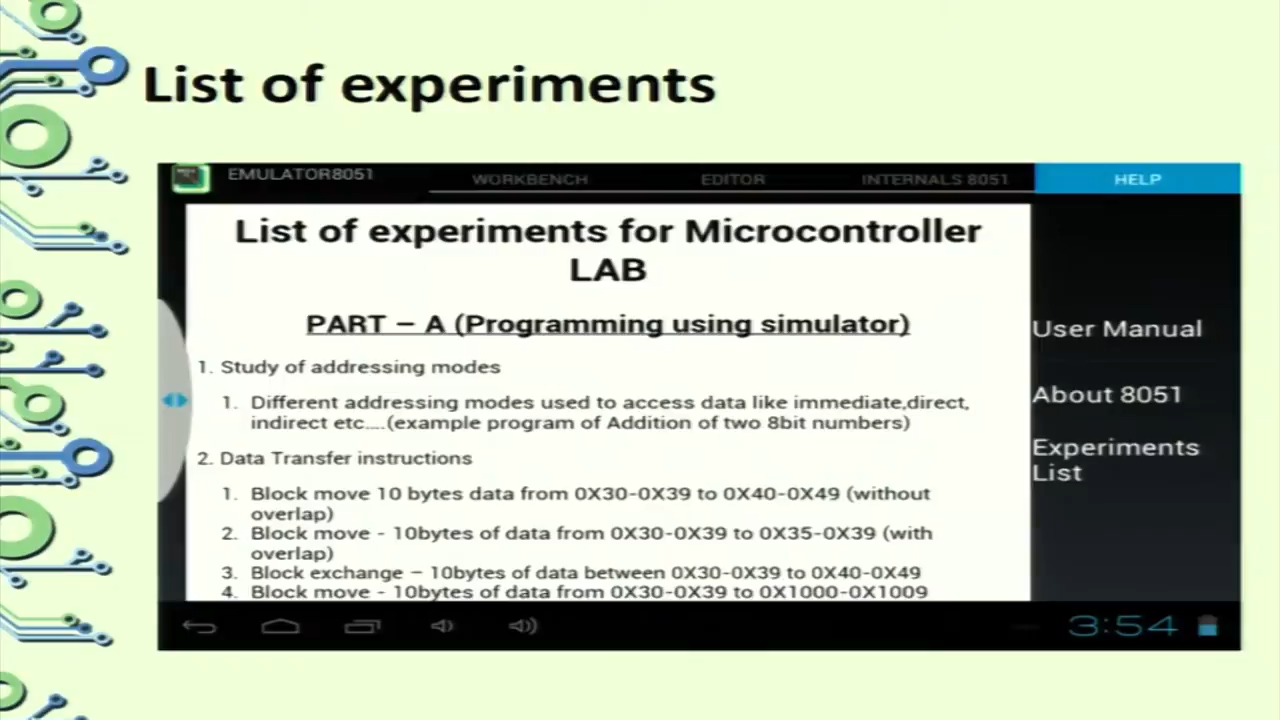 List of experiments
EMULATOR8051
WORKBENCH
EDITOR
INTERNALS 8051
HELP
List of experiments for Microcontroller
LAB
PART – A (Programming using simulator)
1. Study of addressing modes
1. Different addressing modes used to access data like immediate,direct,
indirect etc....(example program of Addition of two 8bit numbers)
2. Data Transfer instructions
1. Block move 10 bytes data from 0X30-0X39 to 0X40-0X49 (without
overlap)
2. Block move - 10bytes of data from 0X30-0X39 to 0X35-0X39 (with
overlap)
3. Block exchange – 10bytes of data between 0X30-0X39 to 0X40-0X49
4. Block move - 10bytes of data from 0X30-0X39 to 0X1000-0X1009
User Manual
About 8051
Experiments
List
3:54